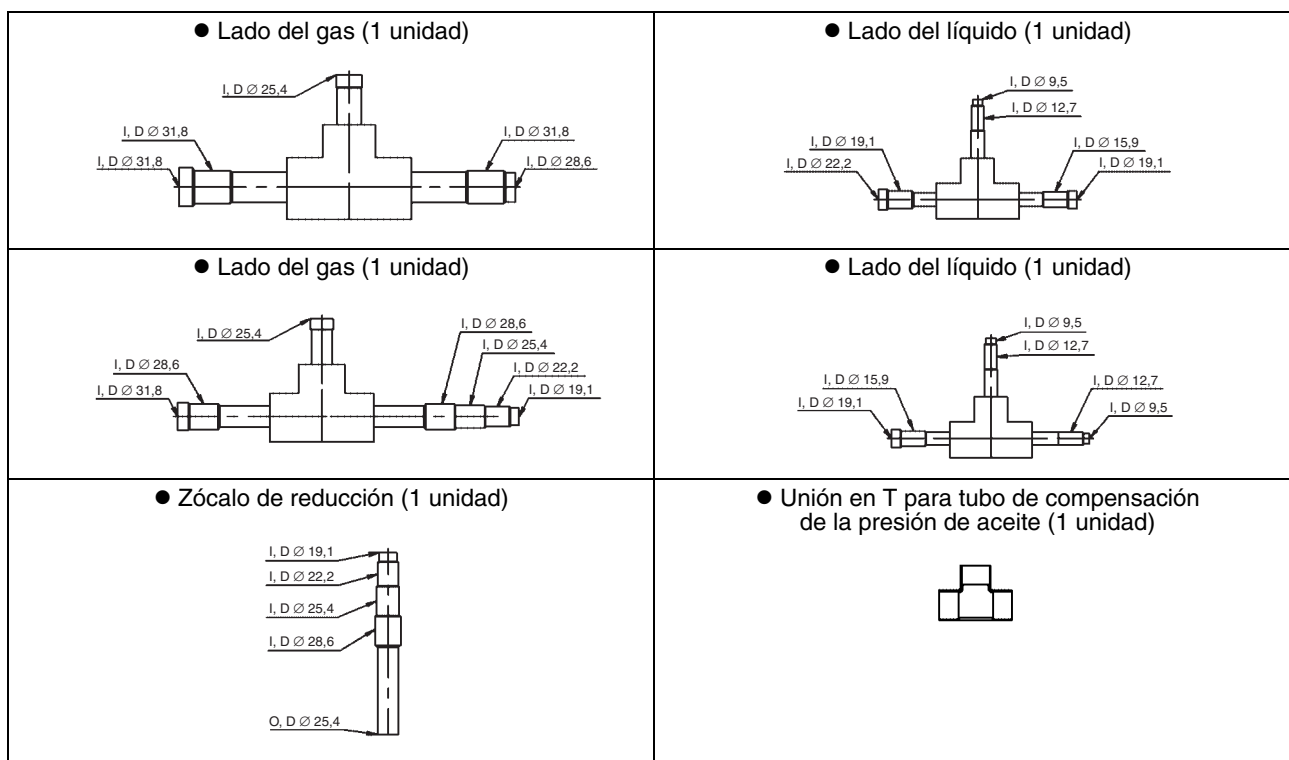 ● Lado del gas (1 unidad)
I, D Ø 25,4
I, D Ø 31,8
I, D Ø 31,8
I, D Ø 31,8
I, D Ø 28,6
● Lado del líquido (1 unidad)
I, D Ø 9,5
I, D Ø 12,7
I, D Ø 19,1
I, D Ø 22,2
I, D Ø 15,9
I, D Ø 19,1
● Lado del gas (1 unidad)
I, D Ø 25,4
I, D Ø 28,6
I, D Ø 31,8
I, D Ø 28,6
I, D Ø 25,4
I, D Ø 22,2
I, D Ø 19,1
● Lado del líquido (1 unidad)
I, D Ø 9,5
I, D Ø 12,7
I, D Ø 15,9
I, D Ø 19,1
I, D Ø 12,7
I, D Ø 9,5
● Zócalo de reducción (1 unidad)
I, D Ø 19,1
I, D Ø 22,2
I, D Ø 25,4
I, D Ø 28,6
O, D Ø 25,4
● Unión en T para tubo de compensación
de la presión de aceite (1 unidad)